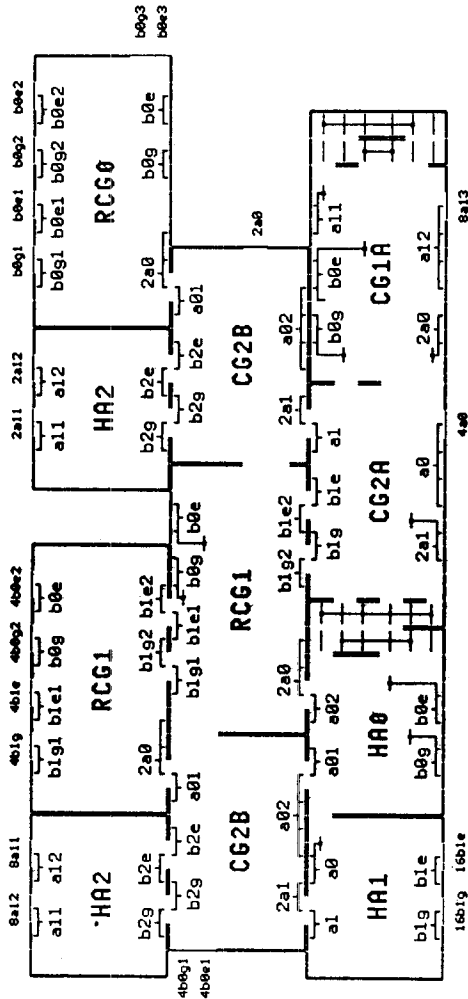 8a12 8a11 4b1g 4b1e 4b0g2 4b0e2 2a11 2a12 b0g1 b0e1 b0g2 b0e2
a11 a12 b1g1 b1e1 b0g b0e a11 a12 b0g1 b0e1 b0g2 b0e2
HA2 RCG1 HA2 RCG0
b0g3
b0e3
b2g b2e 2a0 b1g2 b1e2 b2g b2e 2a0 b0g b0e
4b0g1
4b0e1
b2g b2e a01 b1g1 b1e1 b0g b0e b2g b2e a01
CG2B RCG1 CG2B 2a0
2a1 a02 2a0 b1g2 b1e2 2a1 a02
a1 a0 a01 a02 b1g b1e a1 b0g b0e a11
HA1 HA0 CG2A CG1A
b1g b1e b0g b0e 2a1 a0 2a0 a12
16b1g 16b1e 4a0 8a13